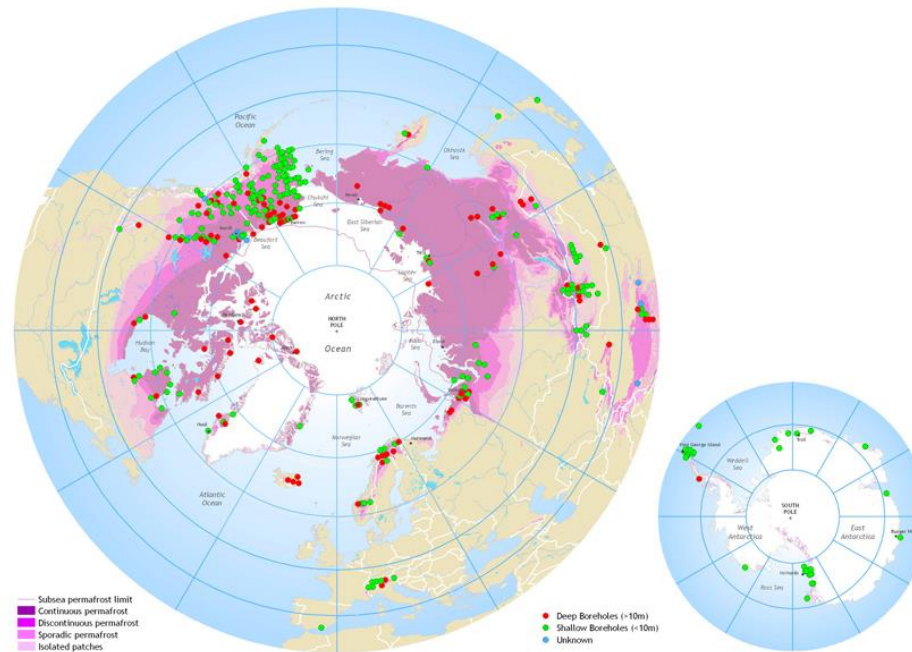 Pacific
Ocean
Bering
Sea
Okhotsk
Sea
Chukchi
Sea
East Siberian
Sea
Beaufort
Sea
Laptev
Sea
Arctic
NORTH
POLE
Ocean
Hudson
Bay
Kara
Sea
Barents
Sea
Norwegian
Sea
Atlantic
Ocean
King George Island
Weddell
Sea
Troll
SOUTH
POLE
West
Antarctica
East
Antarctica
Ross Sea
Subsea permafrost limit
Continuous permafrost
Discontinuous permafrost
Sporadic permafrost
Isolated patches
Deep Boreholes (>10m)
Shallow Boreholes (<10m)
Unknown